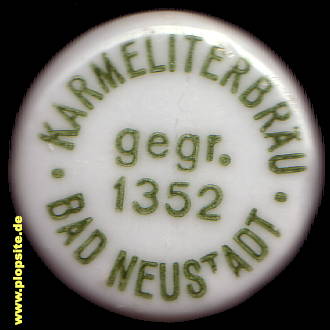 · KARMELITERBRÄU ·
gegr.
1352
BAD NEUSTADT
www.plopsite.de